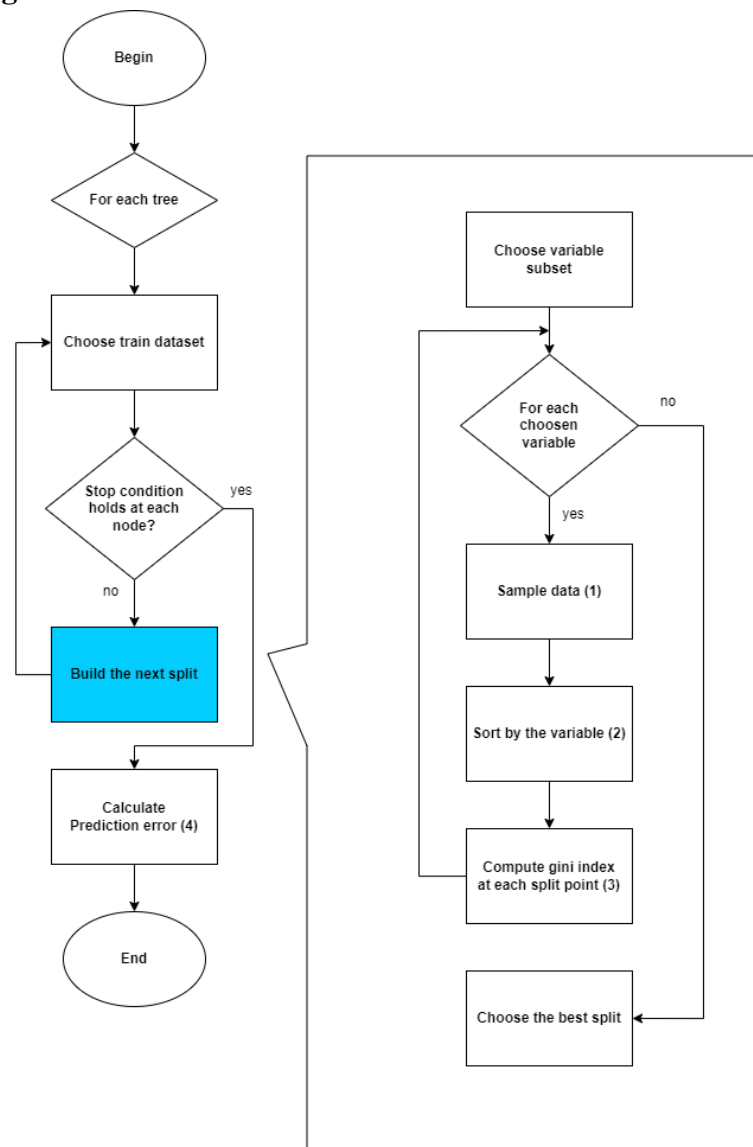 g
Begin
For each tree
Choose train dataset
Stop condition
holds at each
node?
yes
no
Build the next split
Calculate
Prediction error (4)
End
Choose variable
subset
For each
choosen
variable
no
yes
Sample data (1)
Sort by the variable (2)
Compute gini index
at each split point (3)
Choose the best split